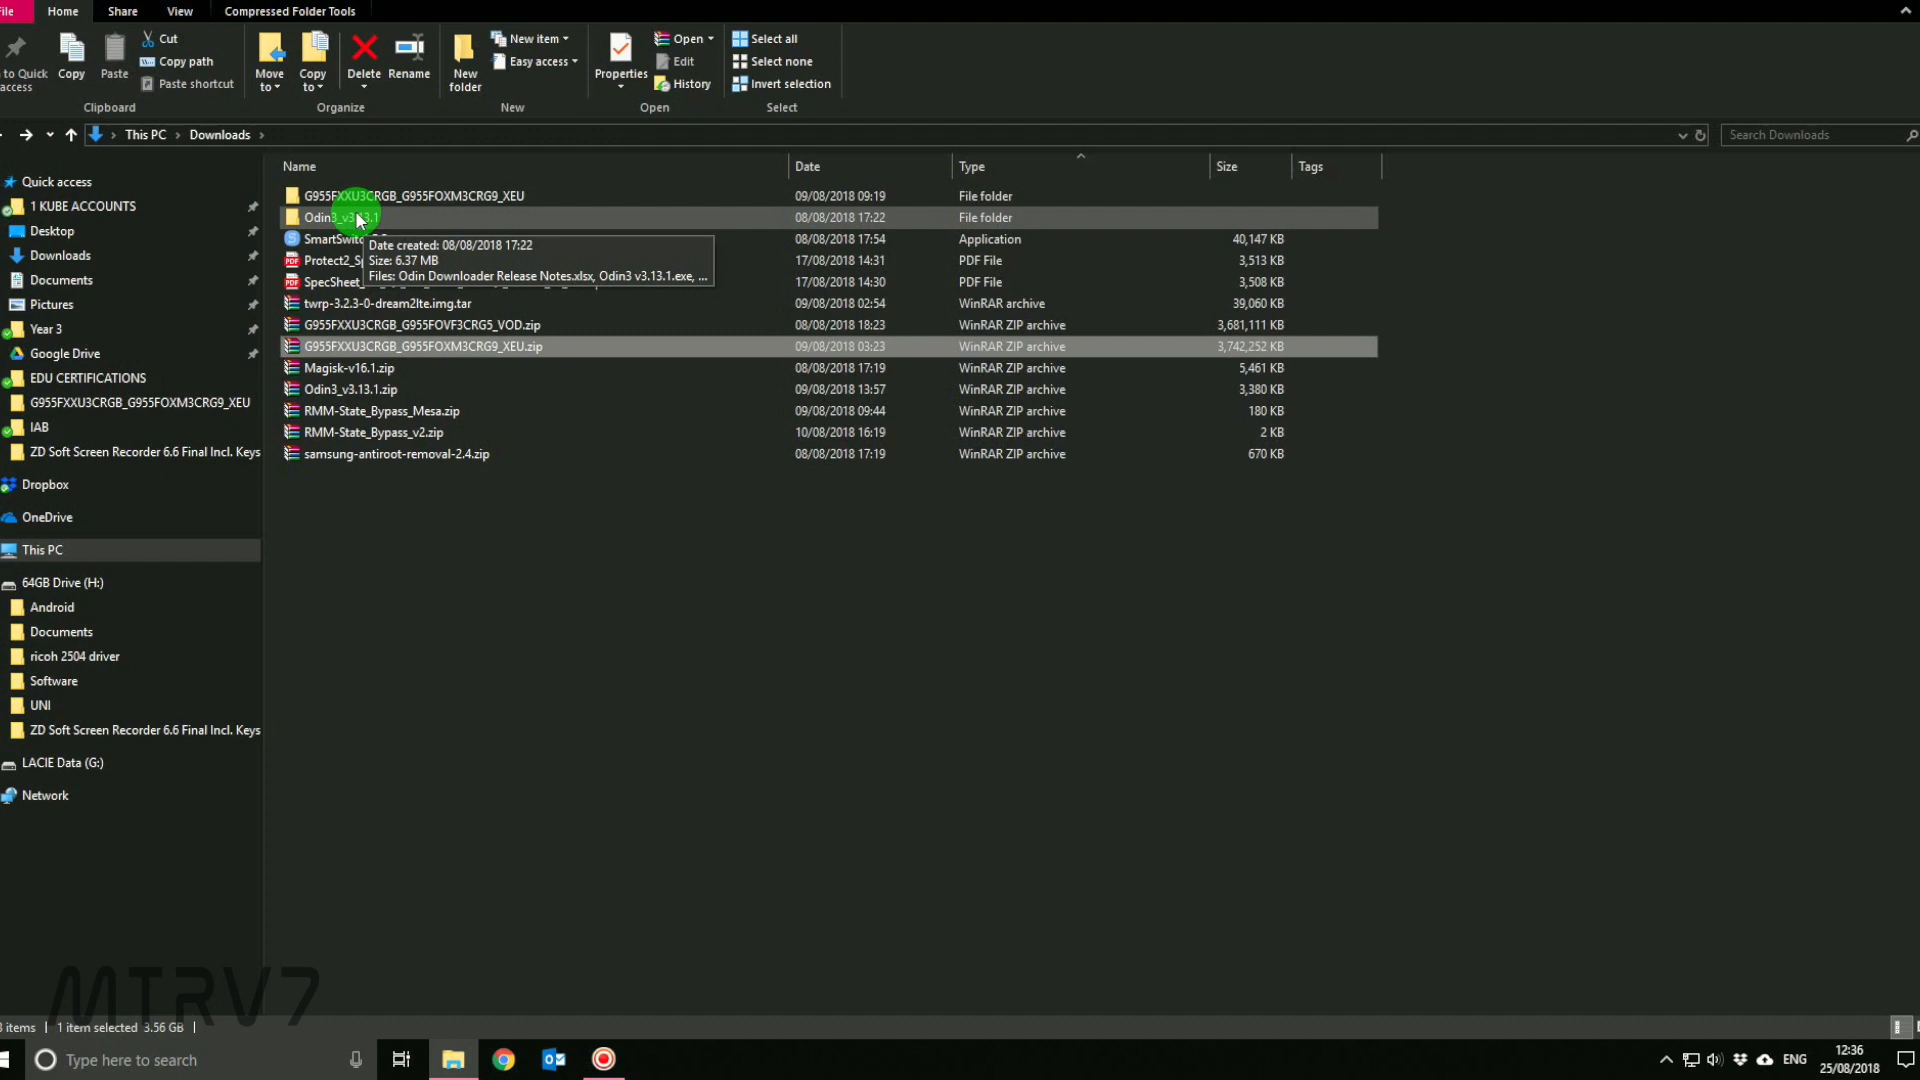 File Home Share View Compressed Folder Tools
Cut
Copy path
Paste shortcut
to Quick access
Copy
Paste
Move to
Copy to
Delete
Rename
New folder
New item
Easy access
Properties
Open
Edit
History
Select all
Select none
Invert selection
Clipboard Organize New Open Select
This PC > Downloads >
Search Downloads
Name Date Type Size Tags
G955FXXU3CRGB_G955FOXM3CRG9_XEU 09/08/2018 09:19 File folder
Odin3_v3.13.1 08/08/2018 17:22 File folder
SmartSwitc 08/08/2018 17:54 Application 40,147 KB
Protect2_Sp 17/08/2018 14:31 PDF File 3,513 KB
SpecSheet_ 17/08/2018 14:30 PDF File 3,508 KB
Date created: 08/08/2018 17:22
Size: 6.37 MB
Files: Odin Downloader Release Notes.xlsx, Odin3 v3.13.1.exe, ...
twrp-3.2.3-0-dream2lte.img.tar 09/08/2018 02:54 WinRAR archive 39,060 KB
G955FXXU3CRGB_G955FOVF3CRG5_VOD.zip 08/08/2018 18:23 WinRAR ZIP archive 3,681,111 KB
G955FXXU3CRGB_G955FOXM3CRG9_XEU.zip 09/08/2018 03:23 WinRAR ZIP archive 3,742,252 KB
Magisk-v16.1.zip 08/08/2018 17:19 WinRAR ZIP archive 5,461 KB
Odin3_v3.13.1.zip 09/08/2018 13:57 WinRAR ZIP archive 3,380 KB
RMM-State_Bypass_Mesa.zip 09/08/2018 09:44 WinRAR ZIP archive 180 KB
RMM-State_Bypass_v2.zip 10/08/2018 16:19 WinRAR ZIP archive 2 KB
samsung-antiroot-removal-2.4.zip 08/08/2018 17:19 WinRAR ZIP archive 670 KB
Quick access
1 KUBE ACCOUNTS
Desktop
Downloads
Documents
Pictures
Year 3
Google Drive
EDU CERTIFICATIONS
G955FXXU3CRGB_G955FOXM3CRG9_XEU
IAB
ZD Soft Screen Recorder 6.6 Final Incl. Keys
Dropbox
OneDrive
This PC
64GB Drive (H:)
Android
Documents
ricoh 2504 driver
Software
UNI
ZD Soft Screen Recorder 6.6 Final Incl. Keys
LACIE Data (G:)
Network
MTRV7
items 1 item selected 3.56 GB
Type here to search
ENG
12:36
25/08/2018